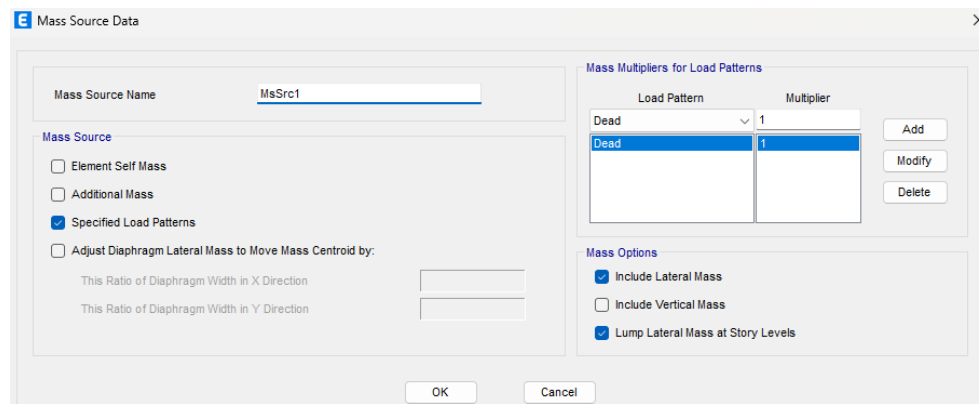 E Mass Source Data
Mass Source Name MsSrc1
Mass Source
Element Self Mass
Additional Mass
Specified Load Patterns
Adjust Diaphragm Lateral Mass to Move Mass Centroid by:
This Ratio of Diaphragm Width in X Direction
This Ratio of Diaphragm Width in Y Direction
Mass Multipliers for Load Patterns
Load Pattern Multiplier
Dead 1
Dead 1
Add
Modify
Delete
Mass Options
Include Lateral Mass
Include Vertical Mass
Lump Lateral Mass at Story Levels
OK Cancel